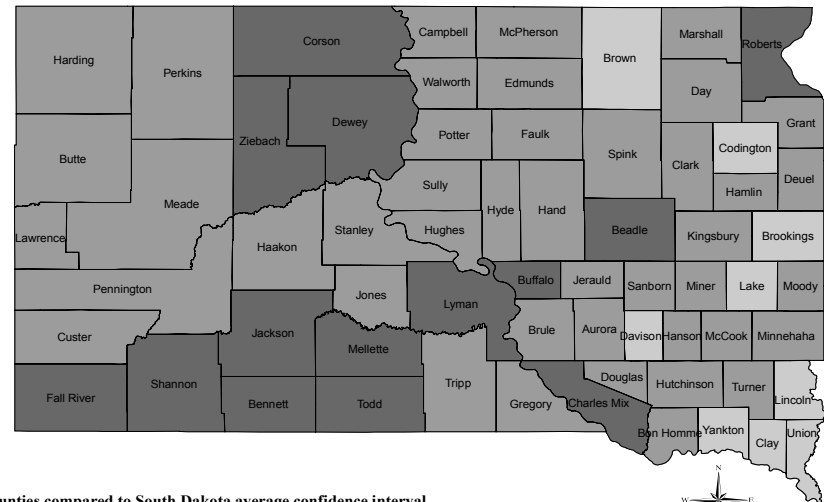 Harding
Perkins
Corson
Campbell
McPherson
Brown
Marshall
Roberts
Walworth
Edmunds
Day
Butte
Ziebach
Dewey
Potter
Faulk
Spink
Clark
Codington
Grant
Meade
Sully
Hyde
Hand
Hamlin
Deuel
Lawrence
Haakon
Stanley
Hughes
Beadle
Kingsbury
Brookings
Pennington
Jones
Lyman
Buffalo
Jerauld
Sanborn
Miner
Lake
Moody
Custer
Jackson
Mellette
Brule
Aurora
Davison
Hanson
McCook
Minnehaha
Fall River
Shannon
Bennett
Todd
Tripp
Gregory
Charles Mix
Douglas
Hutchinson
Turner
Lincoln
Bon Homme
Yankton
Clay
Union
unties compared to South Dakota average confidence interval
N
W
E